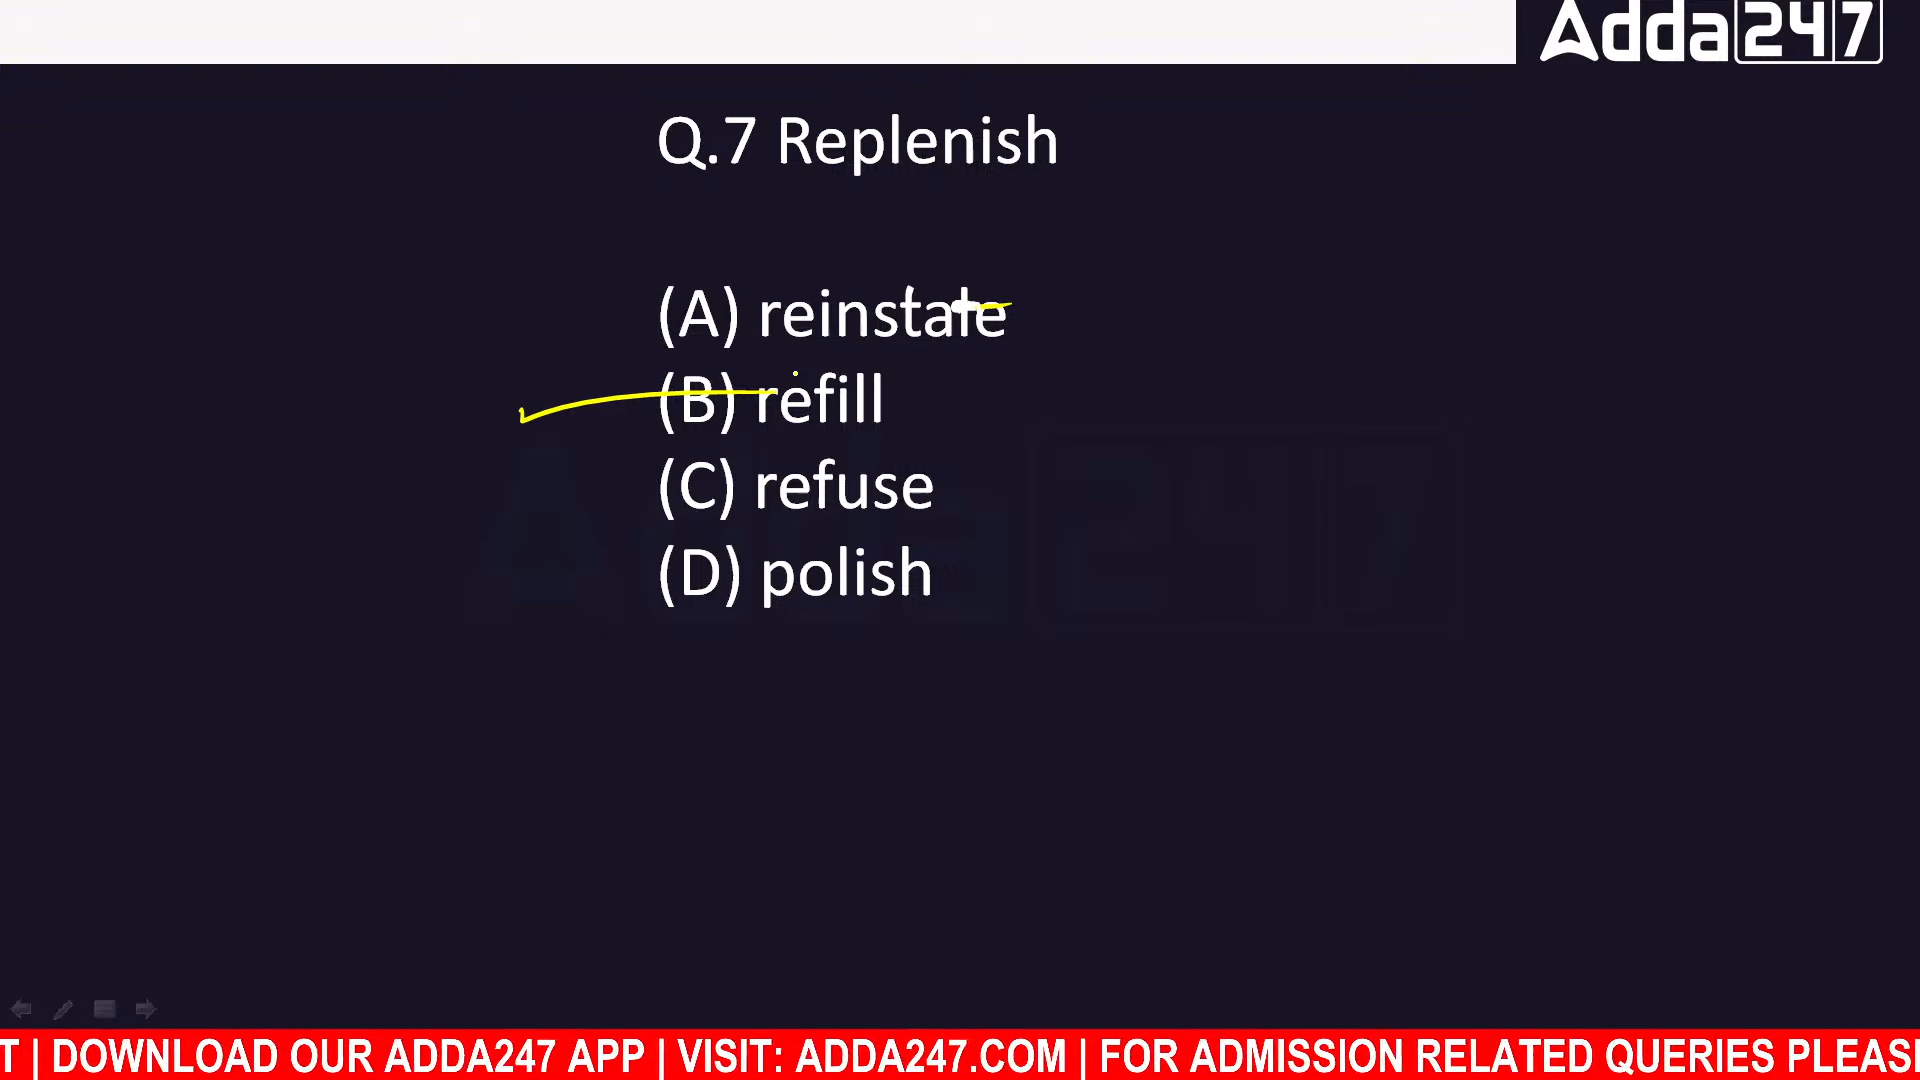 Adda247
Q.7 Replenish
(A) reinstate
(B) refill
(C) refuse
(D) polish
T | DOWNLOAD OUR ADDA247 APP | VISIT: ADDA247.COM | FOR ADMISSION RELATED QUERIES PLEAS